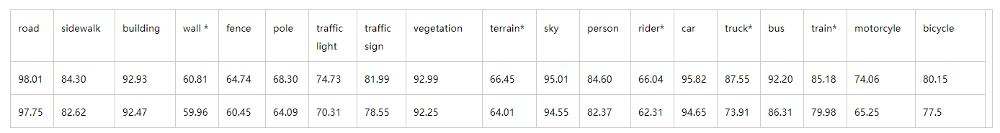 road sidewalk building wall * fence pole traffic light traffic sign vegetation terrain* sky person rider* car truck* bus train* motorcyle bicycle
98.01 84.30 92.93 60.81 64.74 68.30 74.73 81.99 92.99 66.45 95.01 84.60 66.04 95.82 87.55 92.20 85.18 74.06 80.15
97.75 82.62 92.47 59.96 60.45 64.09 70.31 78.55 92.25 64.01 94.55 82.37 62.31 94.65 73.91 86.31 79.98 65.25 77.5